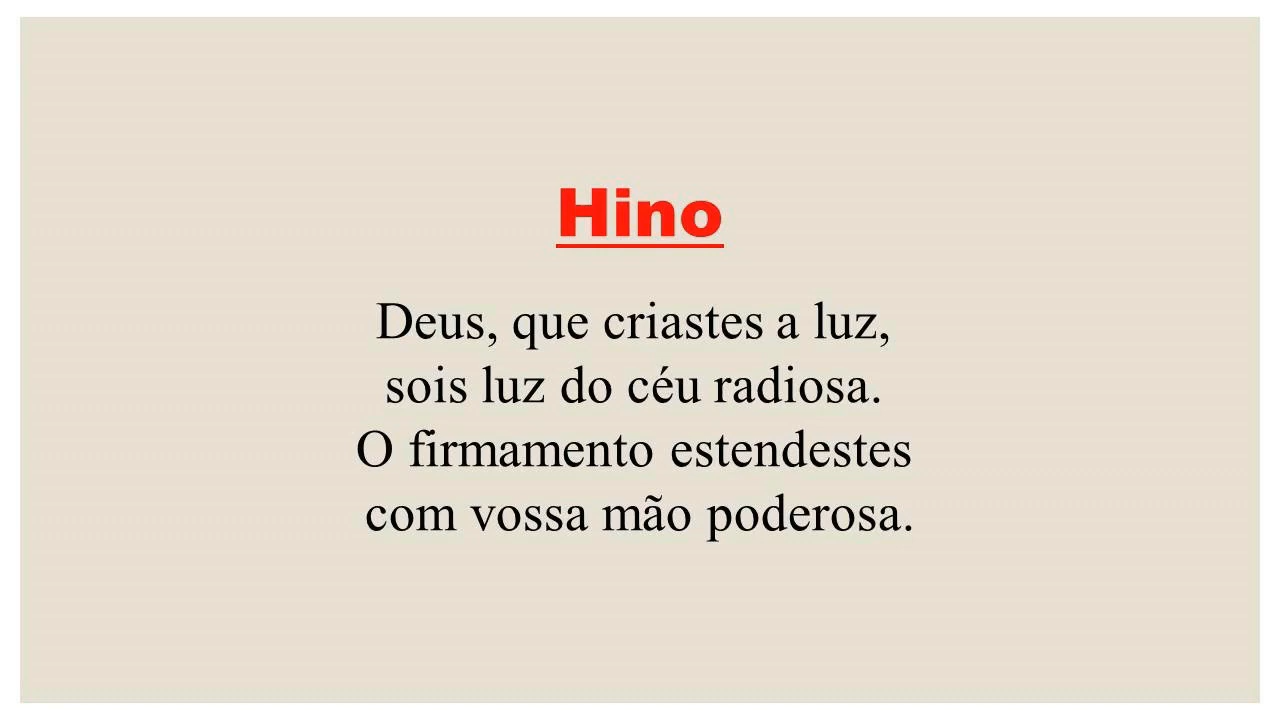 Hino
Deus, que criastes a luz,
sois luz do céu radiosa.
O firmamento estendestes
com vossa mão poderosa.